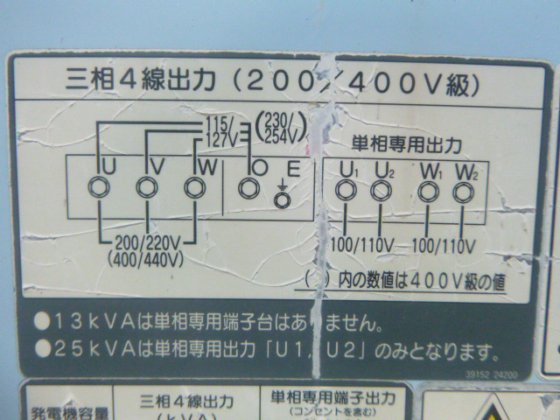 三相4線出力(200/400V級)
115/
127V
(230/
254V)
単相専用出力
U V W O E
U₁ U₂ W₁ W₂
200/220V
(400/440V)
100/110V 100/110V
( )内の数値は400V級の値
●13kVAは単相専用端子台はありません。
●25kVAは単相専用出力「U1, U2」のみとなります。
39152 24200
発電機容量
三相4線出力
(kVA)
単相専用端子出力
(コンセントを含む)